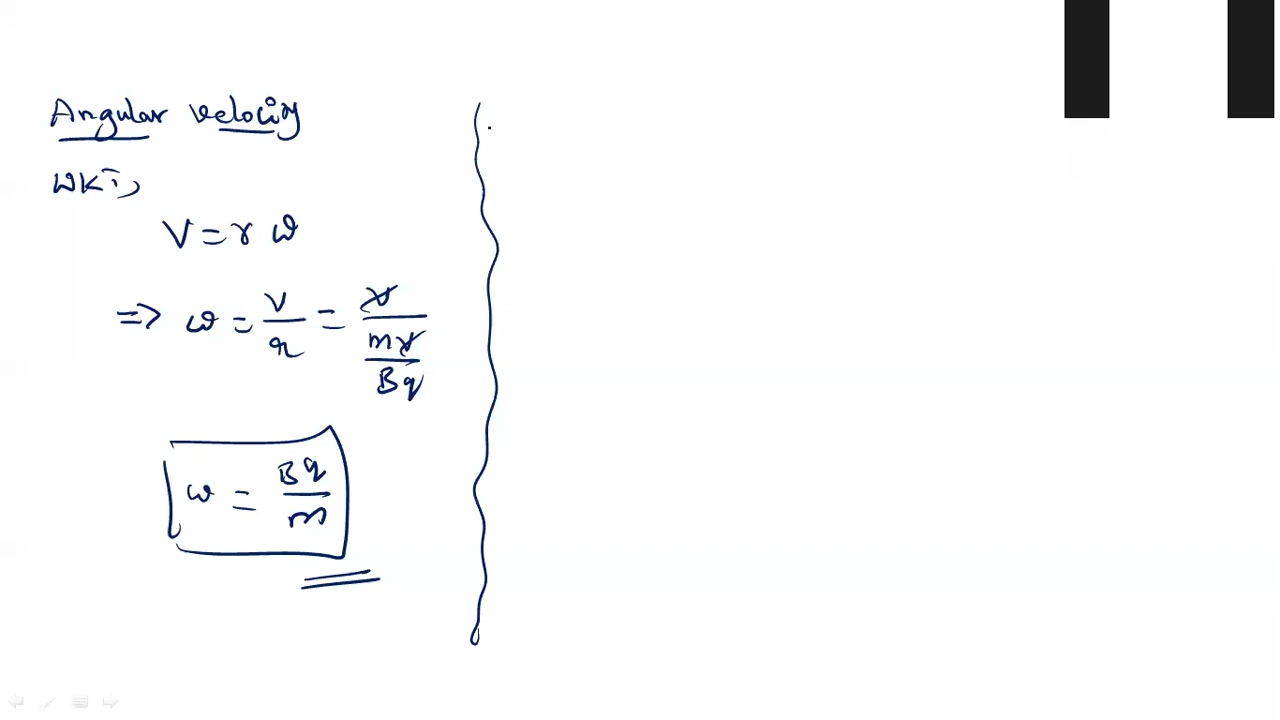 Angular velocity
WKT,
V = r ω
=> ω = v/r = v/(mv/Bq)
ω = Bq/m